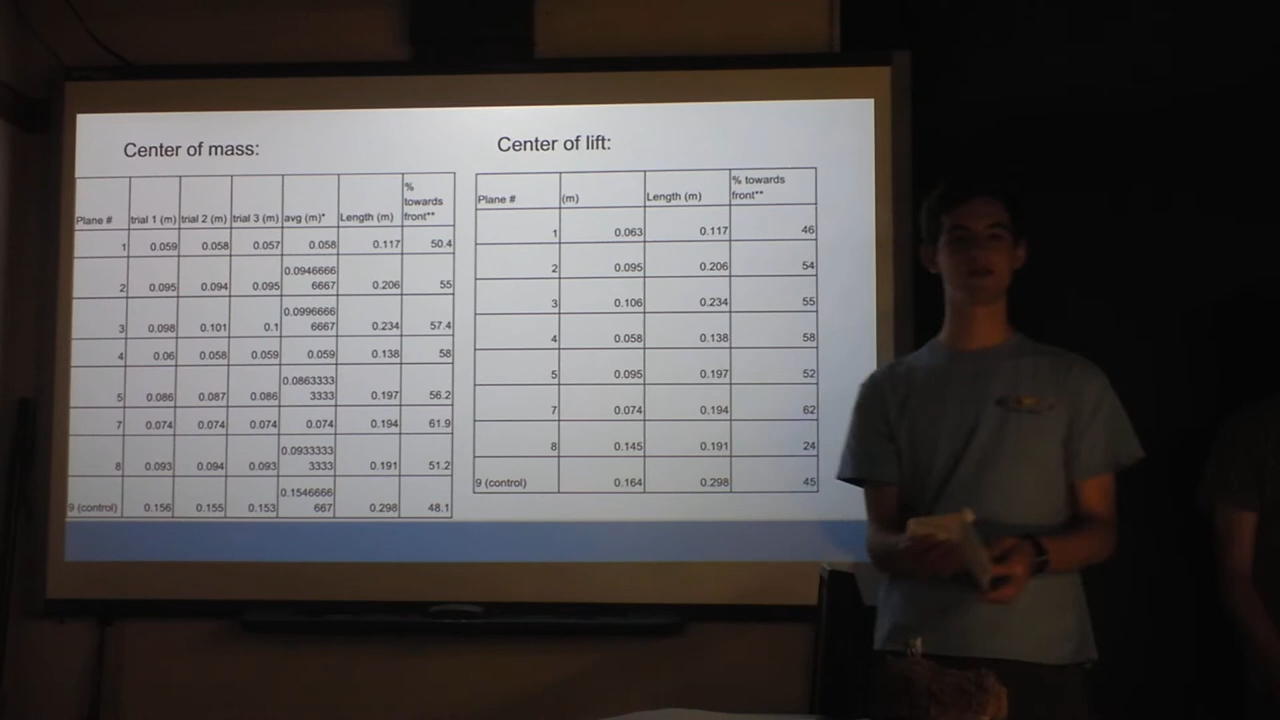 Center of mass:
Plane # trial 1 (m) trial 2 (m) trial 3 (m) avg (m)* Length (m) % towards front**
1 0.059 0.058 0.057 0.058 0.117 50.4
2 0.095 0.094 0.095 0.0946666 6667 0.206 55
3 0.098 0.101 0.1 0.0996666 6667 0.234 57.4
4 0.06 0.058 0.059 0.059 0.138 58
5 0.086 0.087 0.086 0.0863333 3333 0.197 56.2
7 0.074 0.074 0.074 0.074 0.194 61.9
8 0.093 0.094 0.093 0.0933333 3333 0.191 51.2
9 (control) 0.156 0.155 0.153 0.1546666 667 0.298 48.1
Center of lift:
Plane # (m) Length (m) % towards front**
1 0.063 0.117 46
2 0.095 0.206 54
3 0.106 0.234 55
4 0.058 0.138 58
5 0.095 0.197 52
7 0.074 0.194 62
8 0.145 0.191 24
9 (control) 0.164 0.298 45